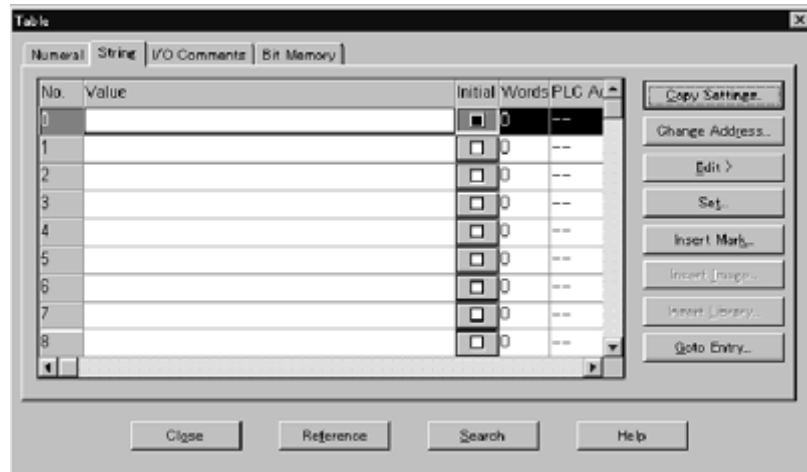 Table
Numeral String I/O Comments Bit Memory
No. Value Initial Words PLC Ad
0 0 --
1 0 --
2 0 --
3 0 --
4 0 --
5 0 --
6 0 --
7 0 --
8 0 --
Copy Settings...
Change Address...
Edit >
Set...
Insert Mark...
Insert Image...
Insert Library...
Goto Entry...
Close Reference Search Help